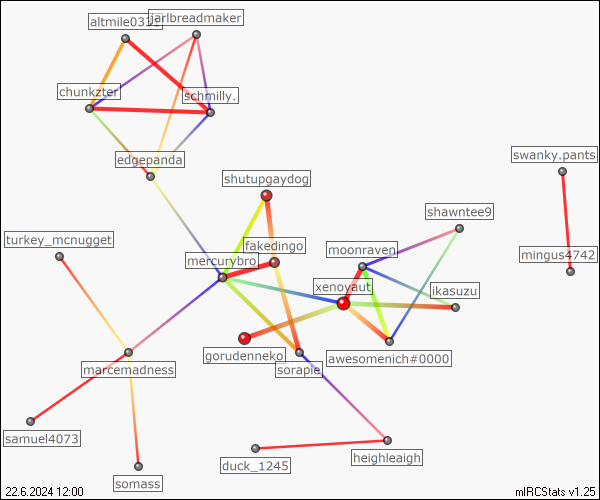 altmile0331
jarlbreadmaker
chunkzter
schmilly.
edgepanda
swanky.pants
shutupgaydog
shawntee9
turkey_mcnugget
fakedingo
moonraven
mercurybro
mingus4742
xenoyaut
ikasuzu
gorudenneko
awesomenich#0000
marcemadness
sorapie
samuel4073
heighleaigh
duck_1245
somass
22.6.2024 12:00
mIRCStats v1.25